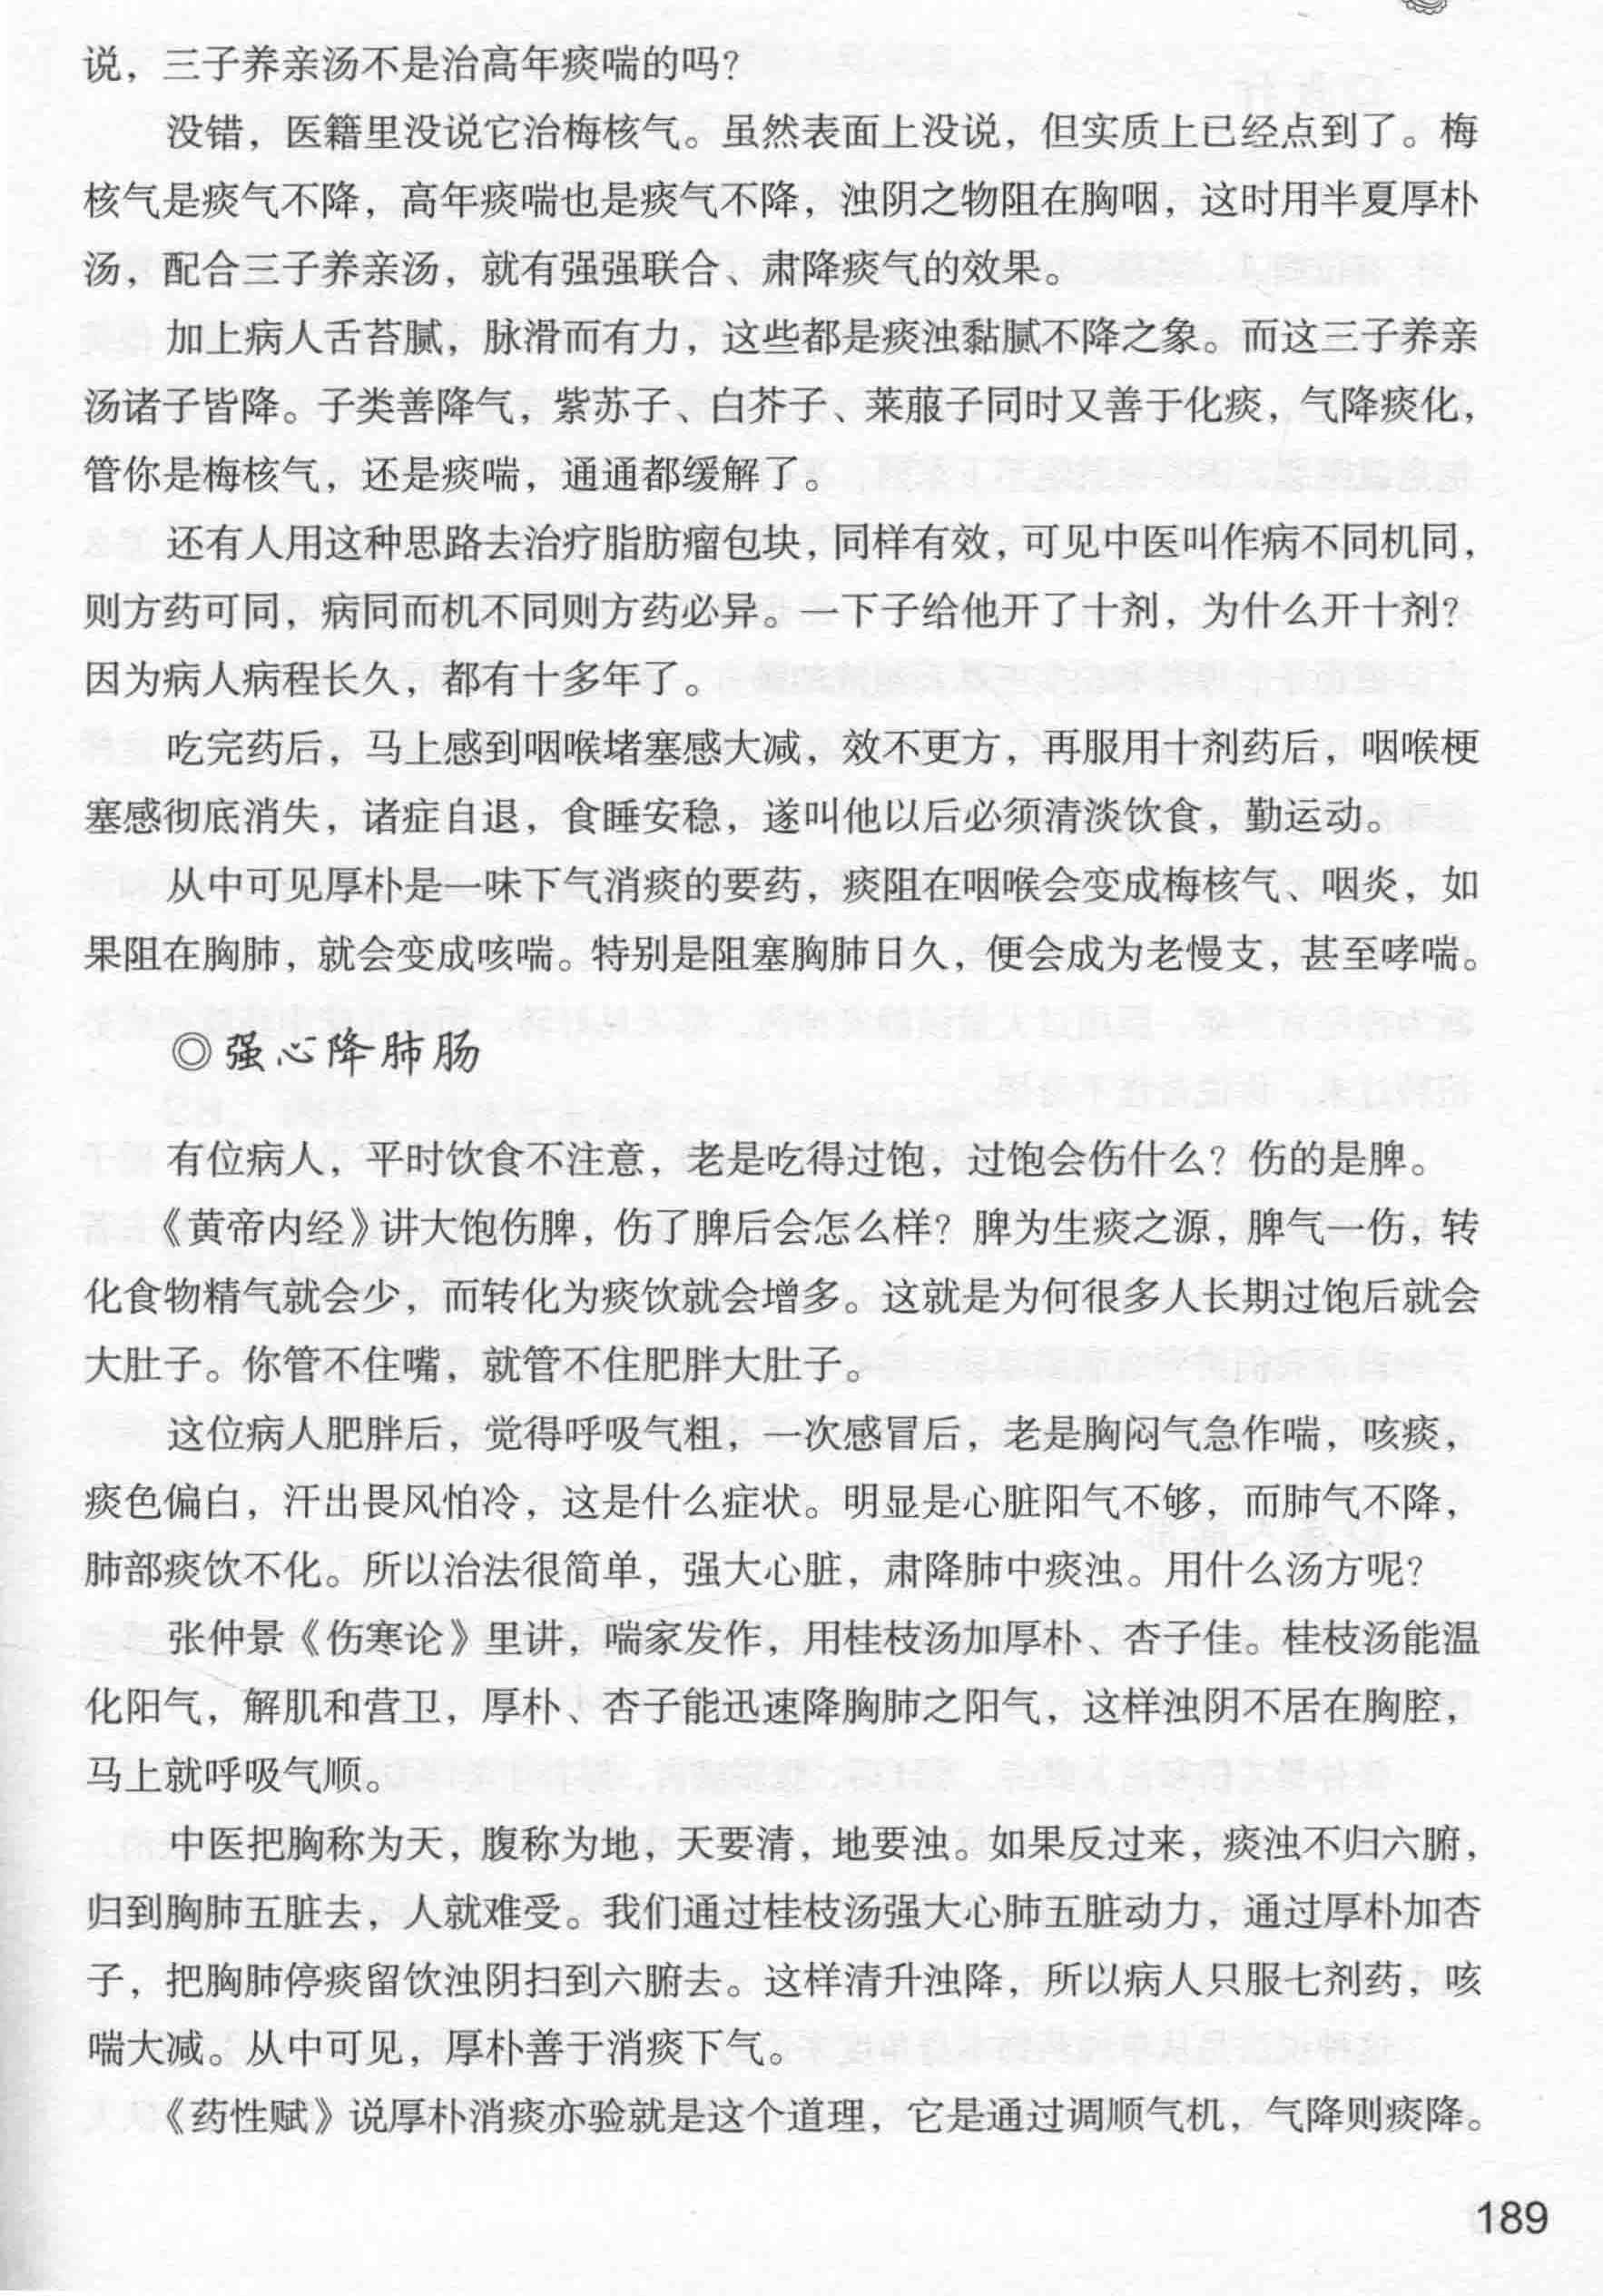 说，三子养亲汤不是治高年痰喘的吗？
没错，医籍里没说它治梅核气。虽然表面上没说，但实质上已经点到了。梅
核气是痰气不降，高年痰喘也是痰气不降，浊阴之物阻在胸咽，这时用半夏厚朴
汤，配合三子养亲汤，就有强强联合、肃降痰气的效果。
加上病人舌苔腻，脉滑而有力，这些都是痰浊黏腻不降之象。而这三子养亲
汤诸子皆降。子类善降气，紫苏子、白芥子、莱菔子同时又善于化痰，气降痰化，
管你是梅核气，还是痰喘，通通都缓解了。
还有人用这种思路去治疗脂肪瘤包块，同样有效，可见中医叫作病不同机同，
则方药可同，病同而机不同则方药必异。一下子给他开了十剂，为什么开十剂？
因为病人病程长久，都有十多年了。
吃完药后，马上感到咽喉堵塞感大减，效不更方，再服用十剂药后，咽喉梗
塞感彻底消失，诸症自退，食睡安稳，遂叫他以后必须清淡饮食，勤运动。
从中可见厚朴是一味下气消痰的要药，痰阻在咽喉会变成梅核气、咽炎，如
果阻在胸肺，就会变成咳喘。特别是阻塞胸肺日久，便会成为老慢支，甚至哮喘。
◎强心降肺肠
有位病人，平时饮食不注意，老是吃得过饱，过饱会伤什么？伤的是脾。
《黄帝内经》讲大饱伤脾，伤了脾后会怎么样？脾为生痰之源，脾气一伤，转
化食物精气就会少，而转化为痰饮就会增多。这就是为何很多人长期过饱后就会
大肚子。你管不住嘴，就管不住肥胖大肚子。
这位病人肥胖后，觉得呼吸气粗，一次感冒后，老是胸闷气急作喘，咳痰，
痰色偏白，汗出畏风怕冷，这是什么症状。明显是心脏阳气不够，而肺气不降，
肺部痰饮不化。所以治法很简单，强大心脏，肃降肺中痰浊。用什么汤方呢？
张仲景《伤寒论》里讲，喘家发作，用桂枝汤加厚朴、杏子佳。桂枝汤能温
化阳气，解肌和营卫，厚朴、杏子能迅速降胸肺之阳气，这样浊阴不居在胸腔，
马上就呼吸气顺。
中医把胸称为天，腹称为地，天要清，地要浊。如果反过来，痰浊不归六腑，
归到胸肺五脏去，人就难受。我们通过桂枝汤强大心肺五脏动力，通过厚朴加杏
子，把胸肺停痰留饮浊阴扫到六腑去。这样清升浊降，所以病人只服七剂药，咳
喘大减。从中可见，厚朴善于消痰下气。
《药性赋》说厚朴消痰亦验就是这个道理，它是通过调顺气机，气降则痰降。
189